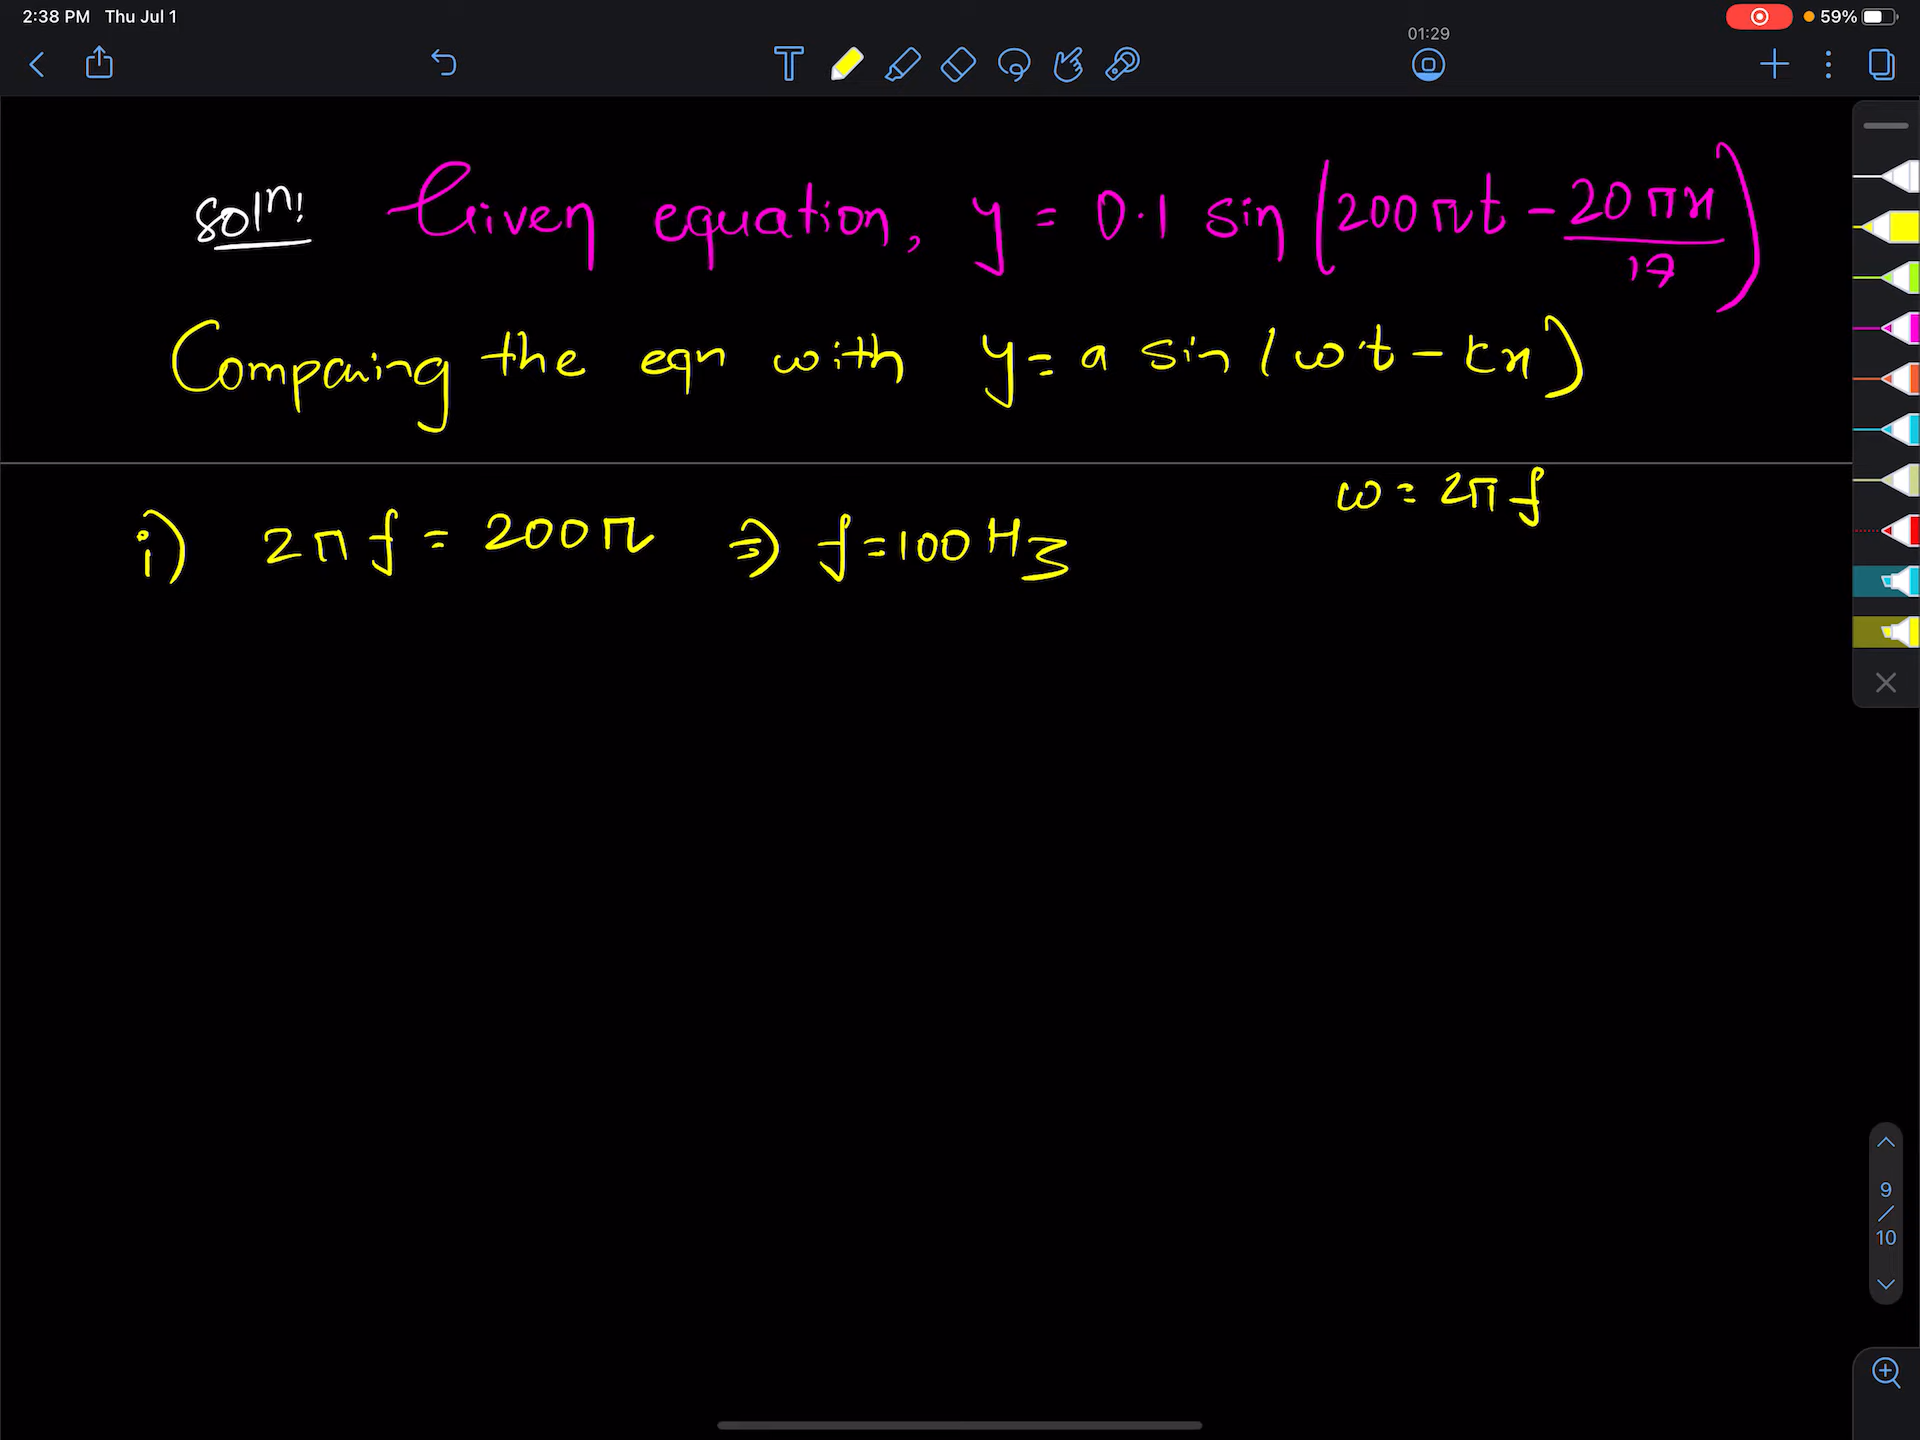 2:38 PM Thu Jul 1
59%
01:29
Soln: Given equation, y = 0.1 sin (200πt - 20πx/17)
Comparing the eqn with y = a sin (ωt - kx)
ω = 2πf
i) 2πf = 200π ⇒ f = 100 Hz
9
/
10